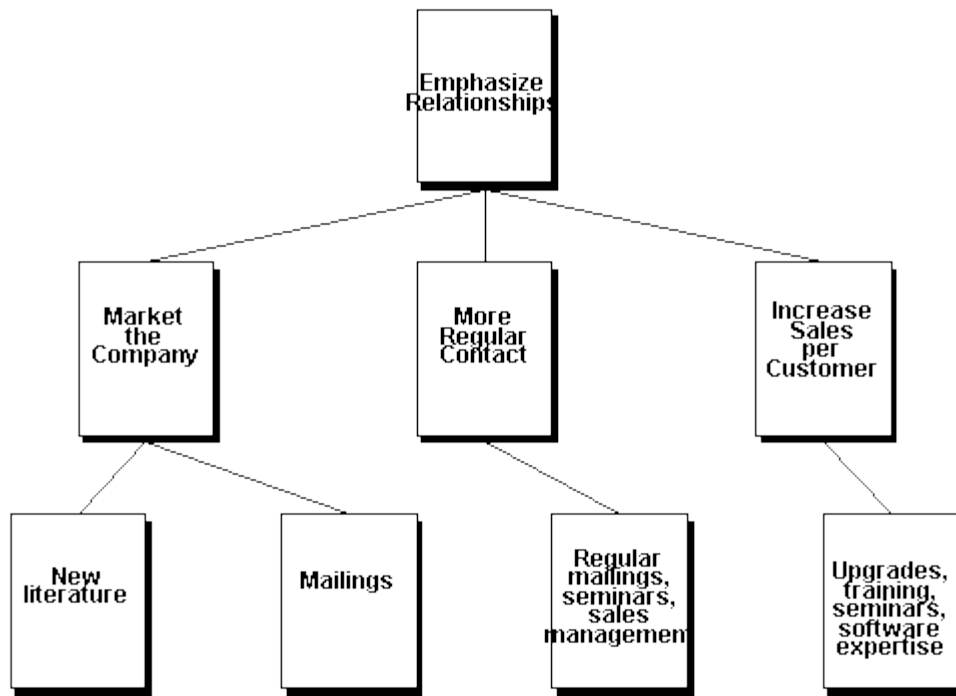 Emphasize
Relationships
Market
the
Company
More
Regular
Contact
Increase
Sales
per
Customer
New
literature
Mailings
Regular
mailings,
seminars,
sales
management
Upgrades,
training,
seminars,
software
expertise